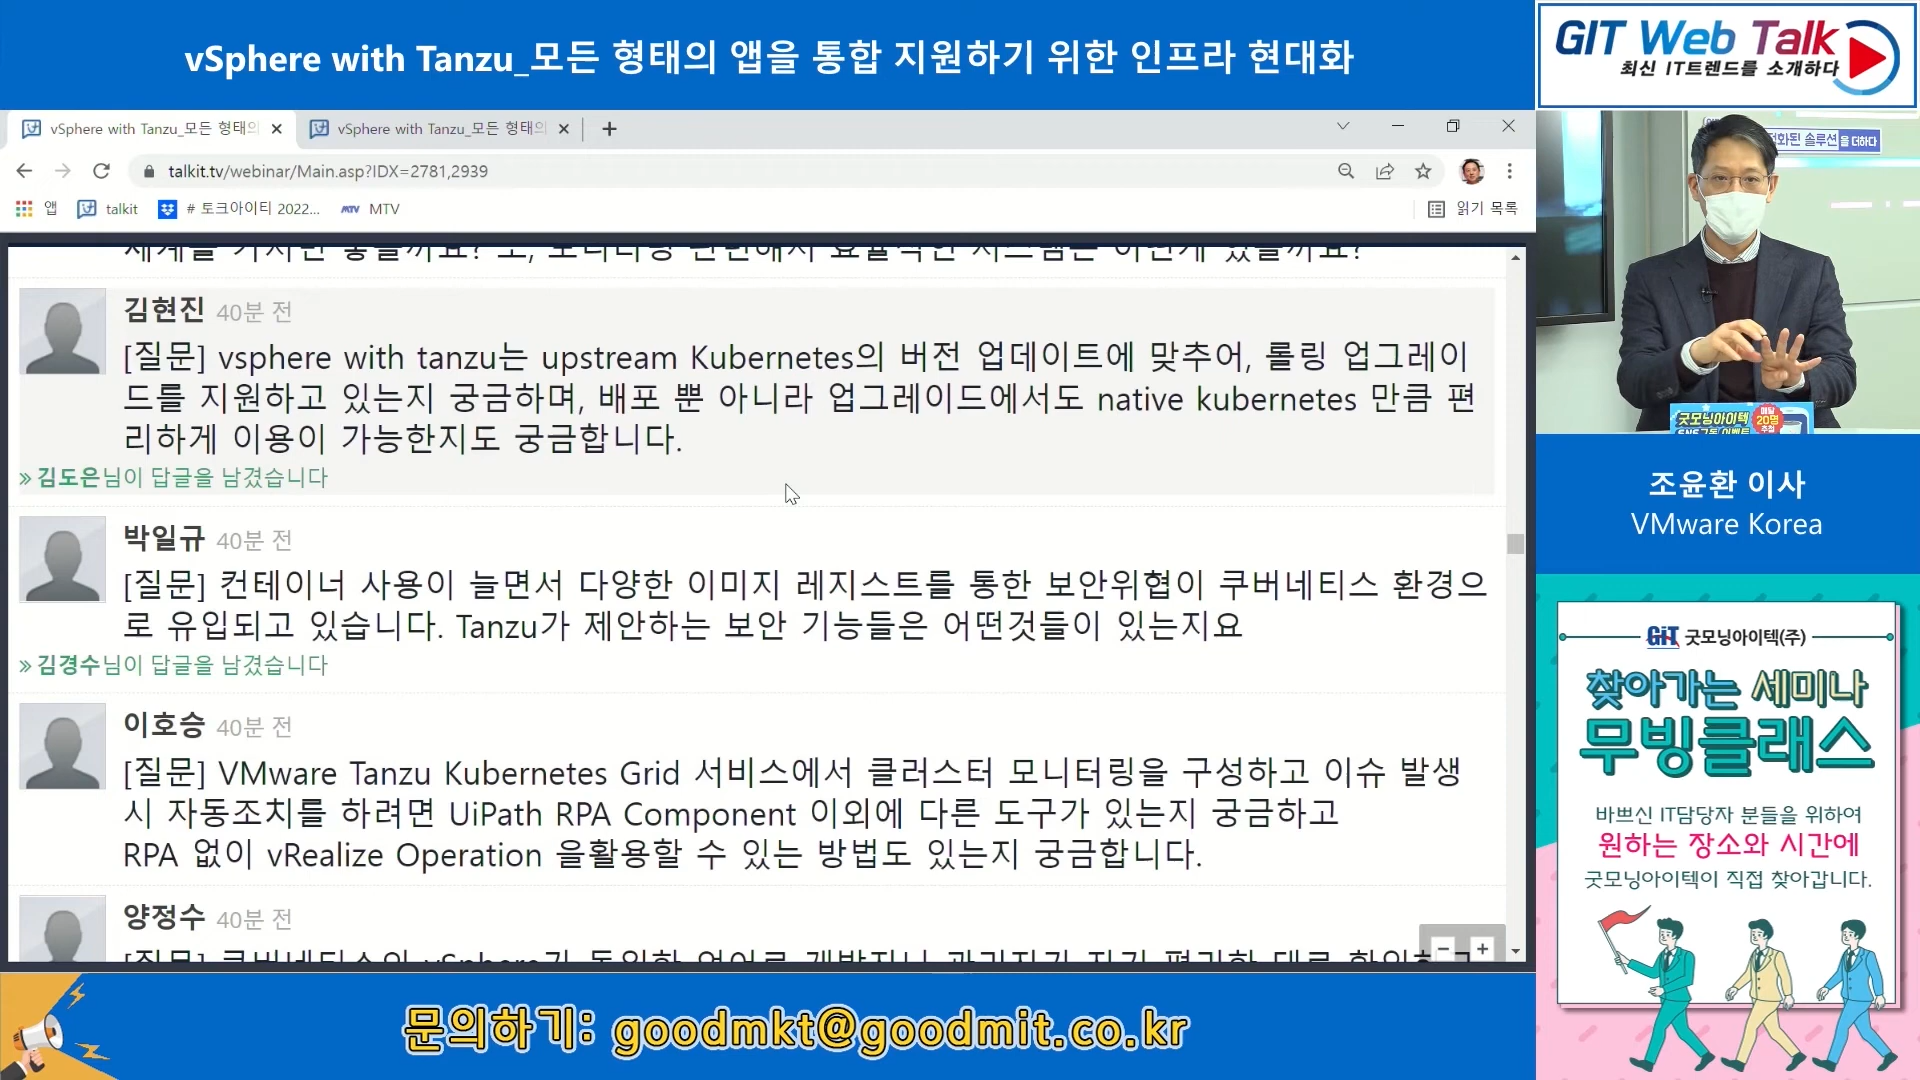 vSphere with Tanzu_모든 형태의 앱을 통합 지원하기 위한 인프라 현대화
GIT Web Talk
최신 IT트렌드를 소개하다
vSphere with Tanzu_모든 형태의
vSphere with Tanzu_모든 형태의
talkit.tv/webinar/Main.asp?IDX=2781,2939
앱
talkit
# 토크아이티 2022...
MTV
MTV
읽기 목록
김현진 40분 전
[질문] vsphere with tanzu는 upstream Kubernetes의 버전 업데이트에 맞추어, 롤링 업그레이
드를 지원하고 있는지 궁금하며, 배포 뿐 아니라 업그레이드에서도 native kubernetes 만큼 편
리하게 이용이 가능한지도 궁금합니다.
» 김도은님이 답글을 남겼습니다
박일규 40분 전
[질문] 컨테이너 사용이 늘면서 다양한 이미지 레지스트를 통한 보안위협이 쿠버네티스 환경으
로 유입되고 있습니다. Tanzu가 제안하는 보안 기능들은 어떤것들이 있는지요
» 김경수님이 답글을 남겼습니다
이호승 40분 전
[질문] VMware Tanzu Kubernetes Grid 서비스에서 클러스터 모니터링을 구성하고 이슈 발생
시 자동조치를 하려면 UiPath RPA Component 이외에 다른 도구가 있는지 궁금하고
RPA 없이 vRealize Operation 을활용할 수 있는 방법도 있는지 궁금합니다.
양정수 40분 전
솔루션을 더하다
굿모닝아이텍
매달
20명
추첨
조윤환 이사
VMware Korea
GIT 굿모닝아이텍(주)
찾아가는 세미나
무빙클래스
바쁘신 IT담당자 분들을 위하여
원하는 장소와 시간에
굿모닝아이텍이 직접 찾아갑니다.
문의하기: goodmkt@goodmit.co.kr